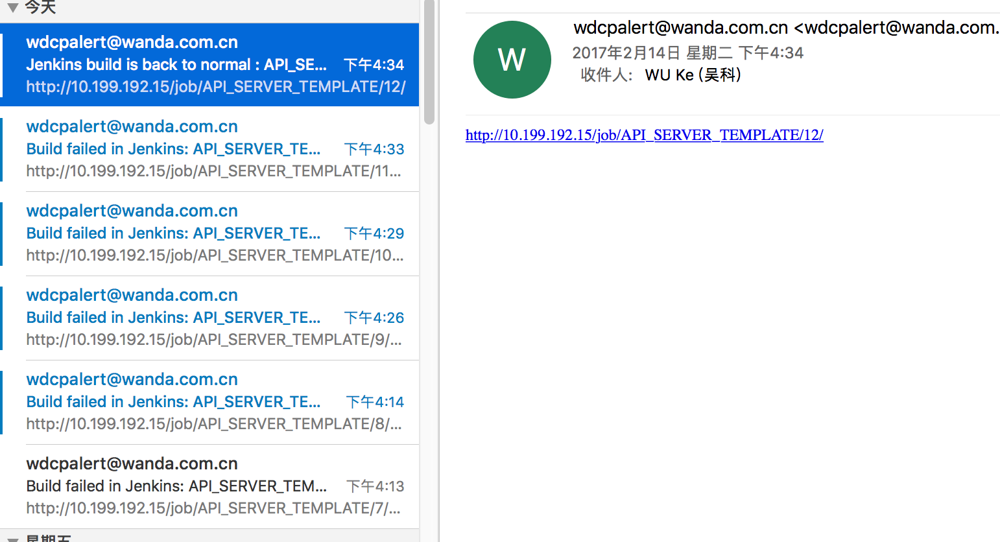 今天
wdcpalert@wanda.com.cn
Jenkins build is back to normal : API_SE... 下午4:34
http://10.199.192.15/job/API_SERVER_TEMPLATE/12/
wdcpalert@wanda.com.cn
Build failed in Jenkins: API_SERVER_TE... 下午4:33
http://10.199.192.15/job/API_SERVER_TEMPLATE/11...
wdcpalert@wanda.com.cn
Build failed in Jenkins: API_SERVER_TE... 下午4:29
http://10.199.192.15/job/API_SERVER_TEMPLATE/10...
wdcpalert@wanda.com.cn
Build failed in Jenkins: API_SERVER_TE... 下午4:26
http://10.199.192.15/job/API_SERVER_TEMPLATE/9/...
wdcpalert@wanda.com.cn
Build failed in Jenkins: API_SERVER_TE... 下午4:14
http://10.199.192.15/job/API_SERVER_TEMPLATE/8/...
wdcpalert@wanda.com.cn
Build failed in Jenkins: API_SERVER_TEM... 下午4:13
http://10.199.192.15/job/API_SERVER_TEMPLATE/7/...
星期五
W
wdcpalert@wanda.com.cn <wdcpalert@wanda.com.
2017年2月14日 星期二 下午4:34
收件人: WU Ke (吴科)
http://10.199.192.15/job/API_SERVER_TEMPLATE/12/